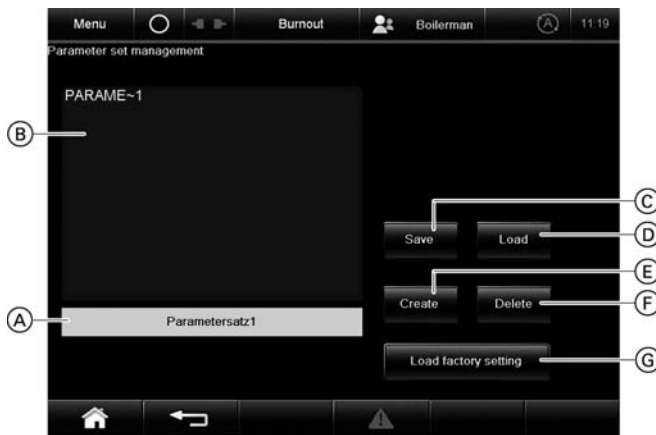 Menu Burnout Boilerman A 11:19
Parameter set management
PARAME~1
B
C
Save Load D
E
Create Delete F
A Parametersatz1
Load factory setting G